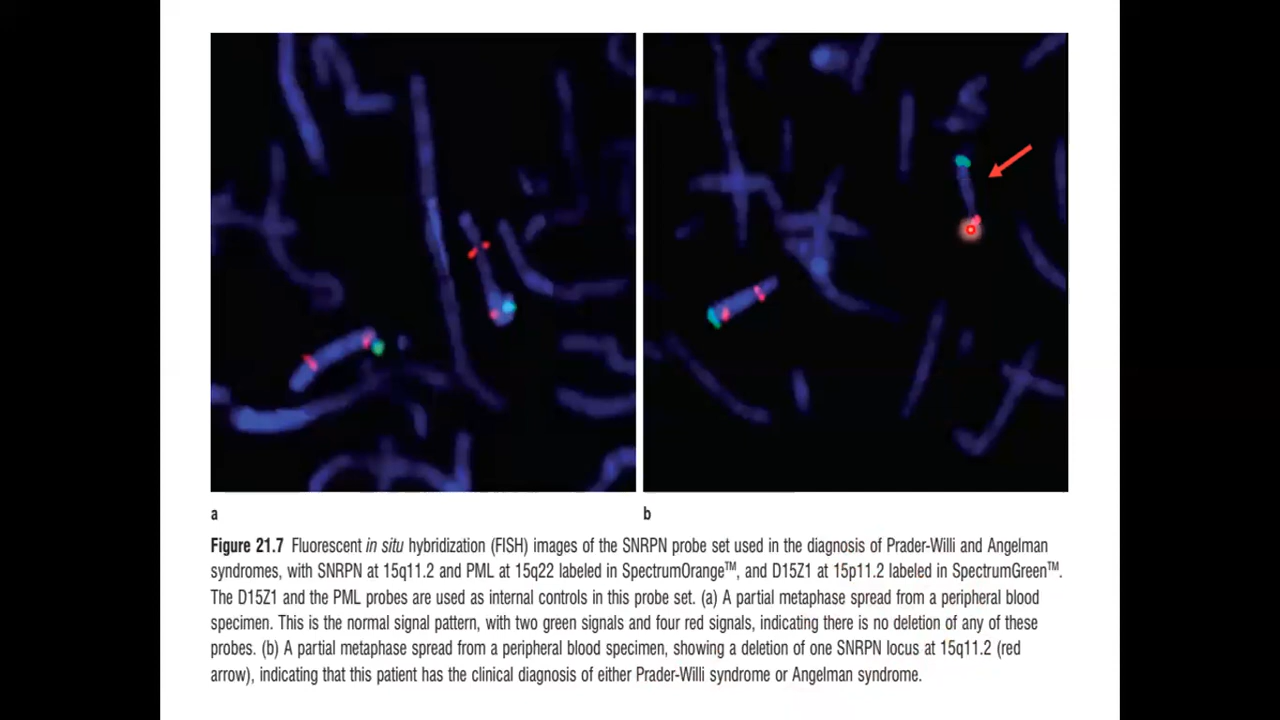 a
b
Figure 21.7 Fluorescent in situ hybridization (FISH) images of the SNRPN probe set used in the diagnosis of Prader-Willi and Angelman
syndromes, with SNRPN at 15q11.2 and PML at 15q22 labeled in SpectrumOrange™, and D15Z1 at 15p11.2 labeled in SpectrumGreen™.
The D15Z1 and the PML probes are used as internal controls in this probe set. (a) A partial metaphase spread from a peripheral blood
specimen. This is the normal signal pattern, with two green signals and four red signals, indicating there is no deletion of any of these
probes. (b) A partial metaphase spread from a peripheral blood specimen, showing a deletion of one SNRPN locus at 15q11.2 (red
arrow), indicating that this patient has the clinical diagnosis of either Prader-Willi syndrome or Angelman syndrome.